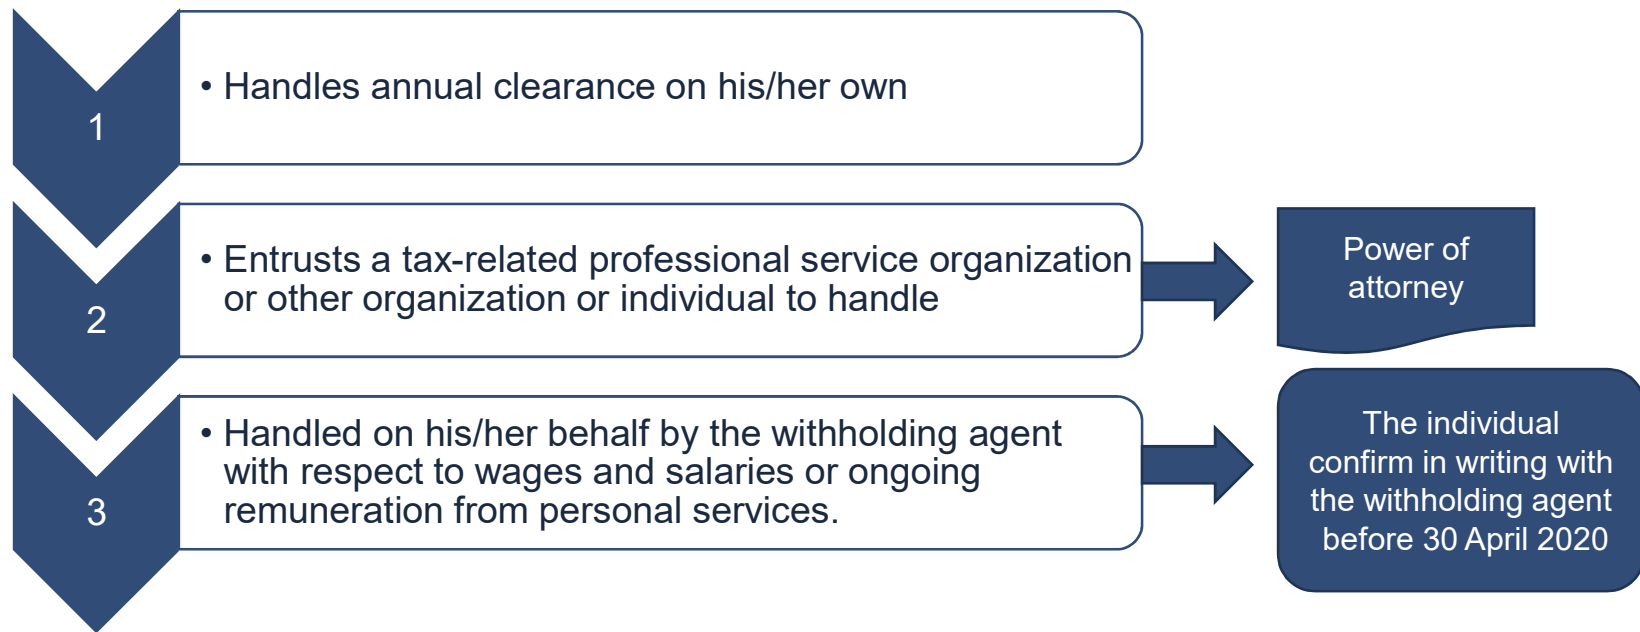 1
• Handles annual clearance on his/her own
2
• Entrusts a tax-related professional service organization
or other organization or individual to handle
Power of
attorney
3
• Handled on his/her behalf by the withholding agent
with respect to wages and salaries or ongoing
remuneration from personal services.
The individual
confirm in writing with
the withholding agent
before 30 April 2020